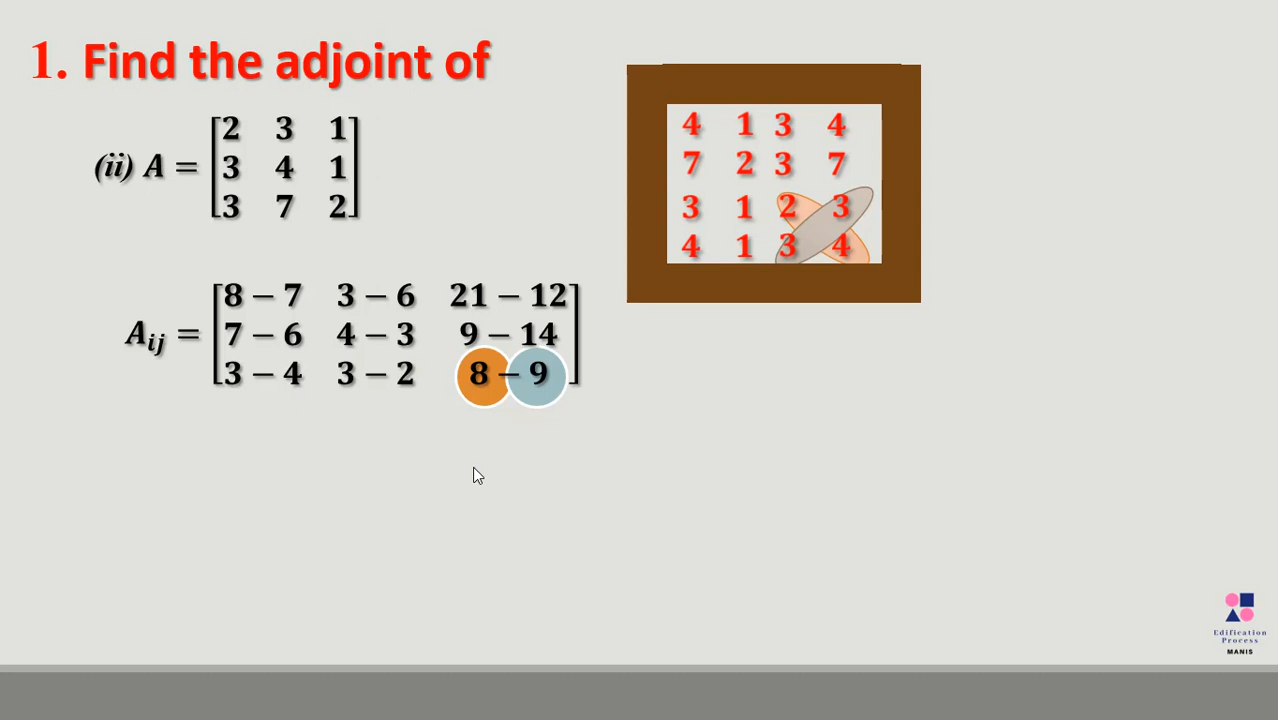 1. Find the adjoint of
(ii) A = [2 3 1
3 4 1
3 7 2]
4 1 3 4
7 2 3 7
3 1 2 3
4 1 3 4
A_{ij} = [8 − 7 3 − 6 21 − 12
7 − 6 4 − 3 9 − 14
3 − 4 3 − 2 8 − 9]
Edification
Process
MANIS